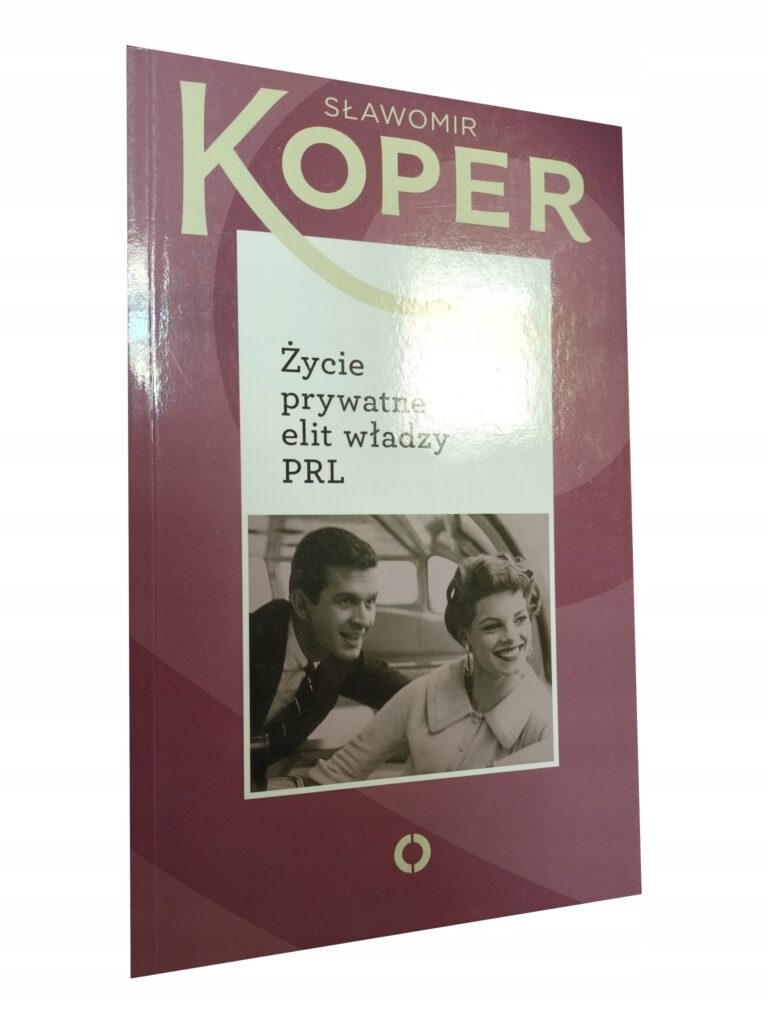 SŁAWOMIR
KOPER
Życie
prywatne
elit władzy
PRL